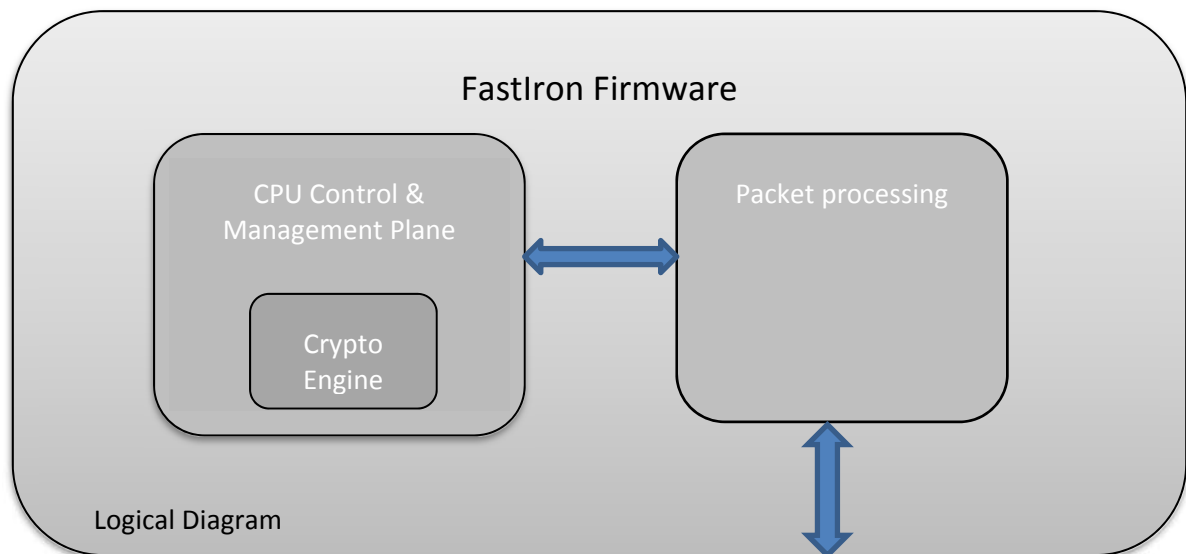 FastIron Firmware
CPU Control &
Management Plane
Packet processing
Crypto
Engine
Logical Diagram